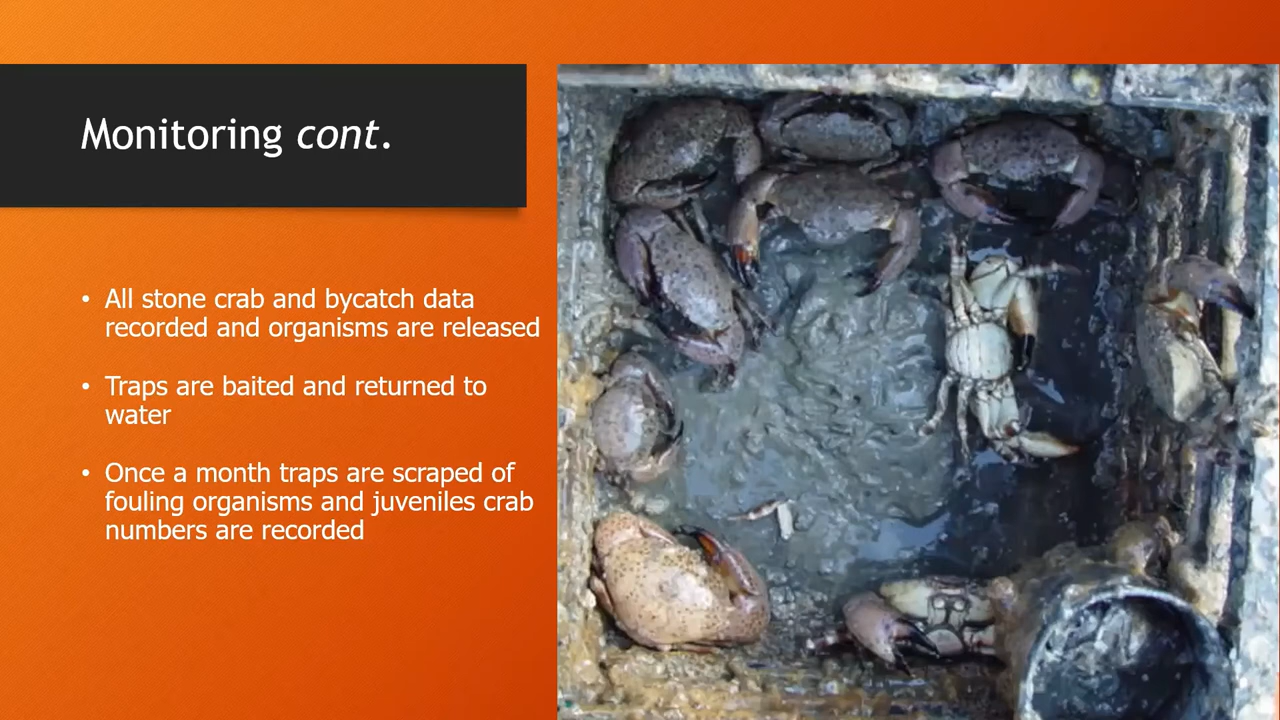 Monitoring cont.
• All stone crab and bycatch data
recorded and organisms are released
• Traps are baited and returned to
water
• Once a month traps are scraped of
fouling organisms and juveniles crab
numbers are recorded